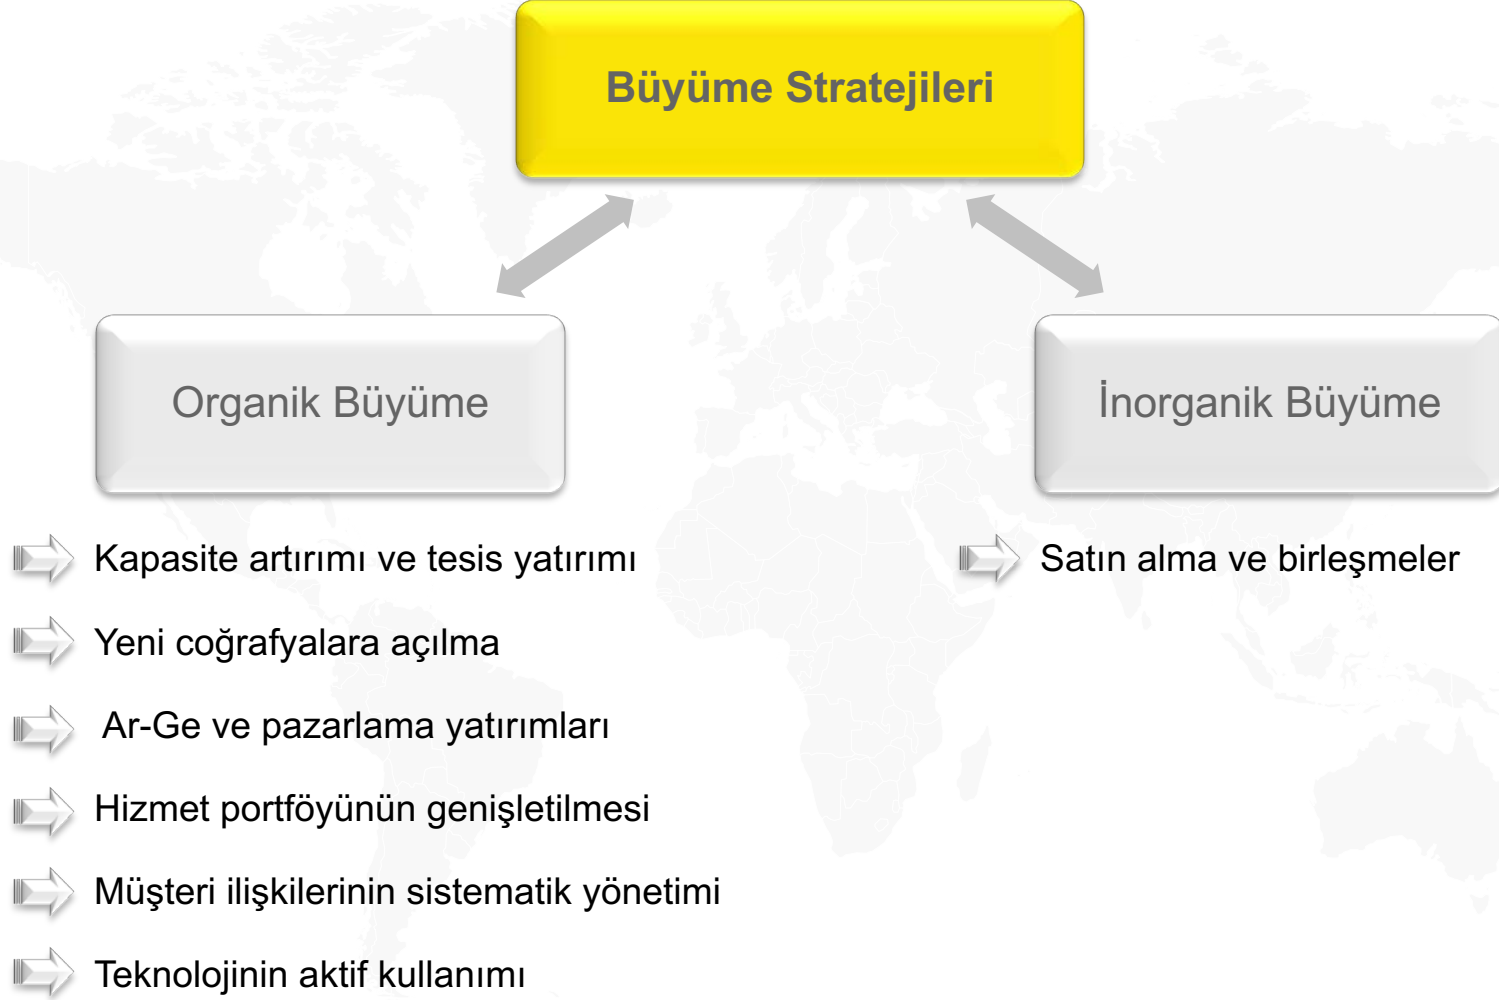 Büyüme Stratejileri
Organik Büyüme
Kapasite artırımı ve tesis yatırımı
Yeni coğrafyalara açılma
Ar-Ge ve pazarlama yatırımları
Hizmet portföyünün genişletilmesi
Müşteri ilişkilerinin sistematik yönetimi
Teknolojinin aktif kullanımı
İnorganik Büyüme
Satın alma ve birleşmeler